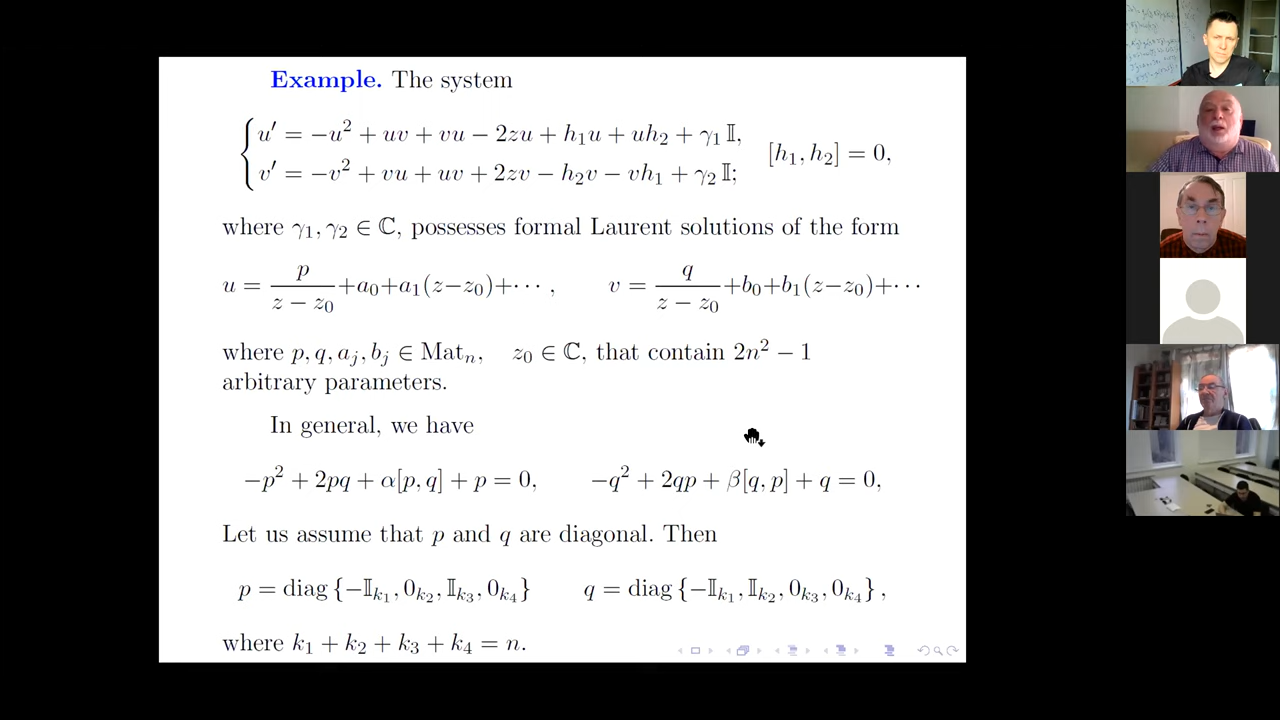 Example. The system
u′ = −u² + uv + vu − 2zu + h₁u + uh₂ + γ₁ 𝕀,
[h₁, h₂] = 0,
v′ = −v² + vu + uv + 2zv − h₂v − vh₁ + γ₂ 𝕀;
where γ₁, γ₂ ∈ ℂ, possesses formal Laurent solutions of the form
u = p/(z − z₀) + a₀ + a₁(z−z₀) + ⋯ , v = q/(z − z₀) + b₀ + b₁(z−z₀) + ⋯
where p, q, aⱼ, bⱼ ∈ Matₙ, z₀ ∈ ℂ, that contain 2n² − 1
arbitrary parameters.
In general, we have
−p² + 2pq + α[p, q] + p = 0, −q² + 2qp + β[q, p] + q = 0,
Let us assume that p and q are diagonal. Then
p = diag {−𝕀ₖ₁, 0ₖ₂, 𝕀ₖ₃, 0ₖ₄} q = diag {−𝕀ₖ₁, 𝕀ₖ₂, 0ₖ₃, 0ₖ₄} ,
where k₁ + k₂ + k₃ + k₄ = n.